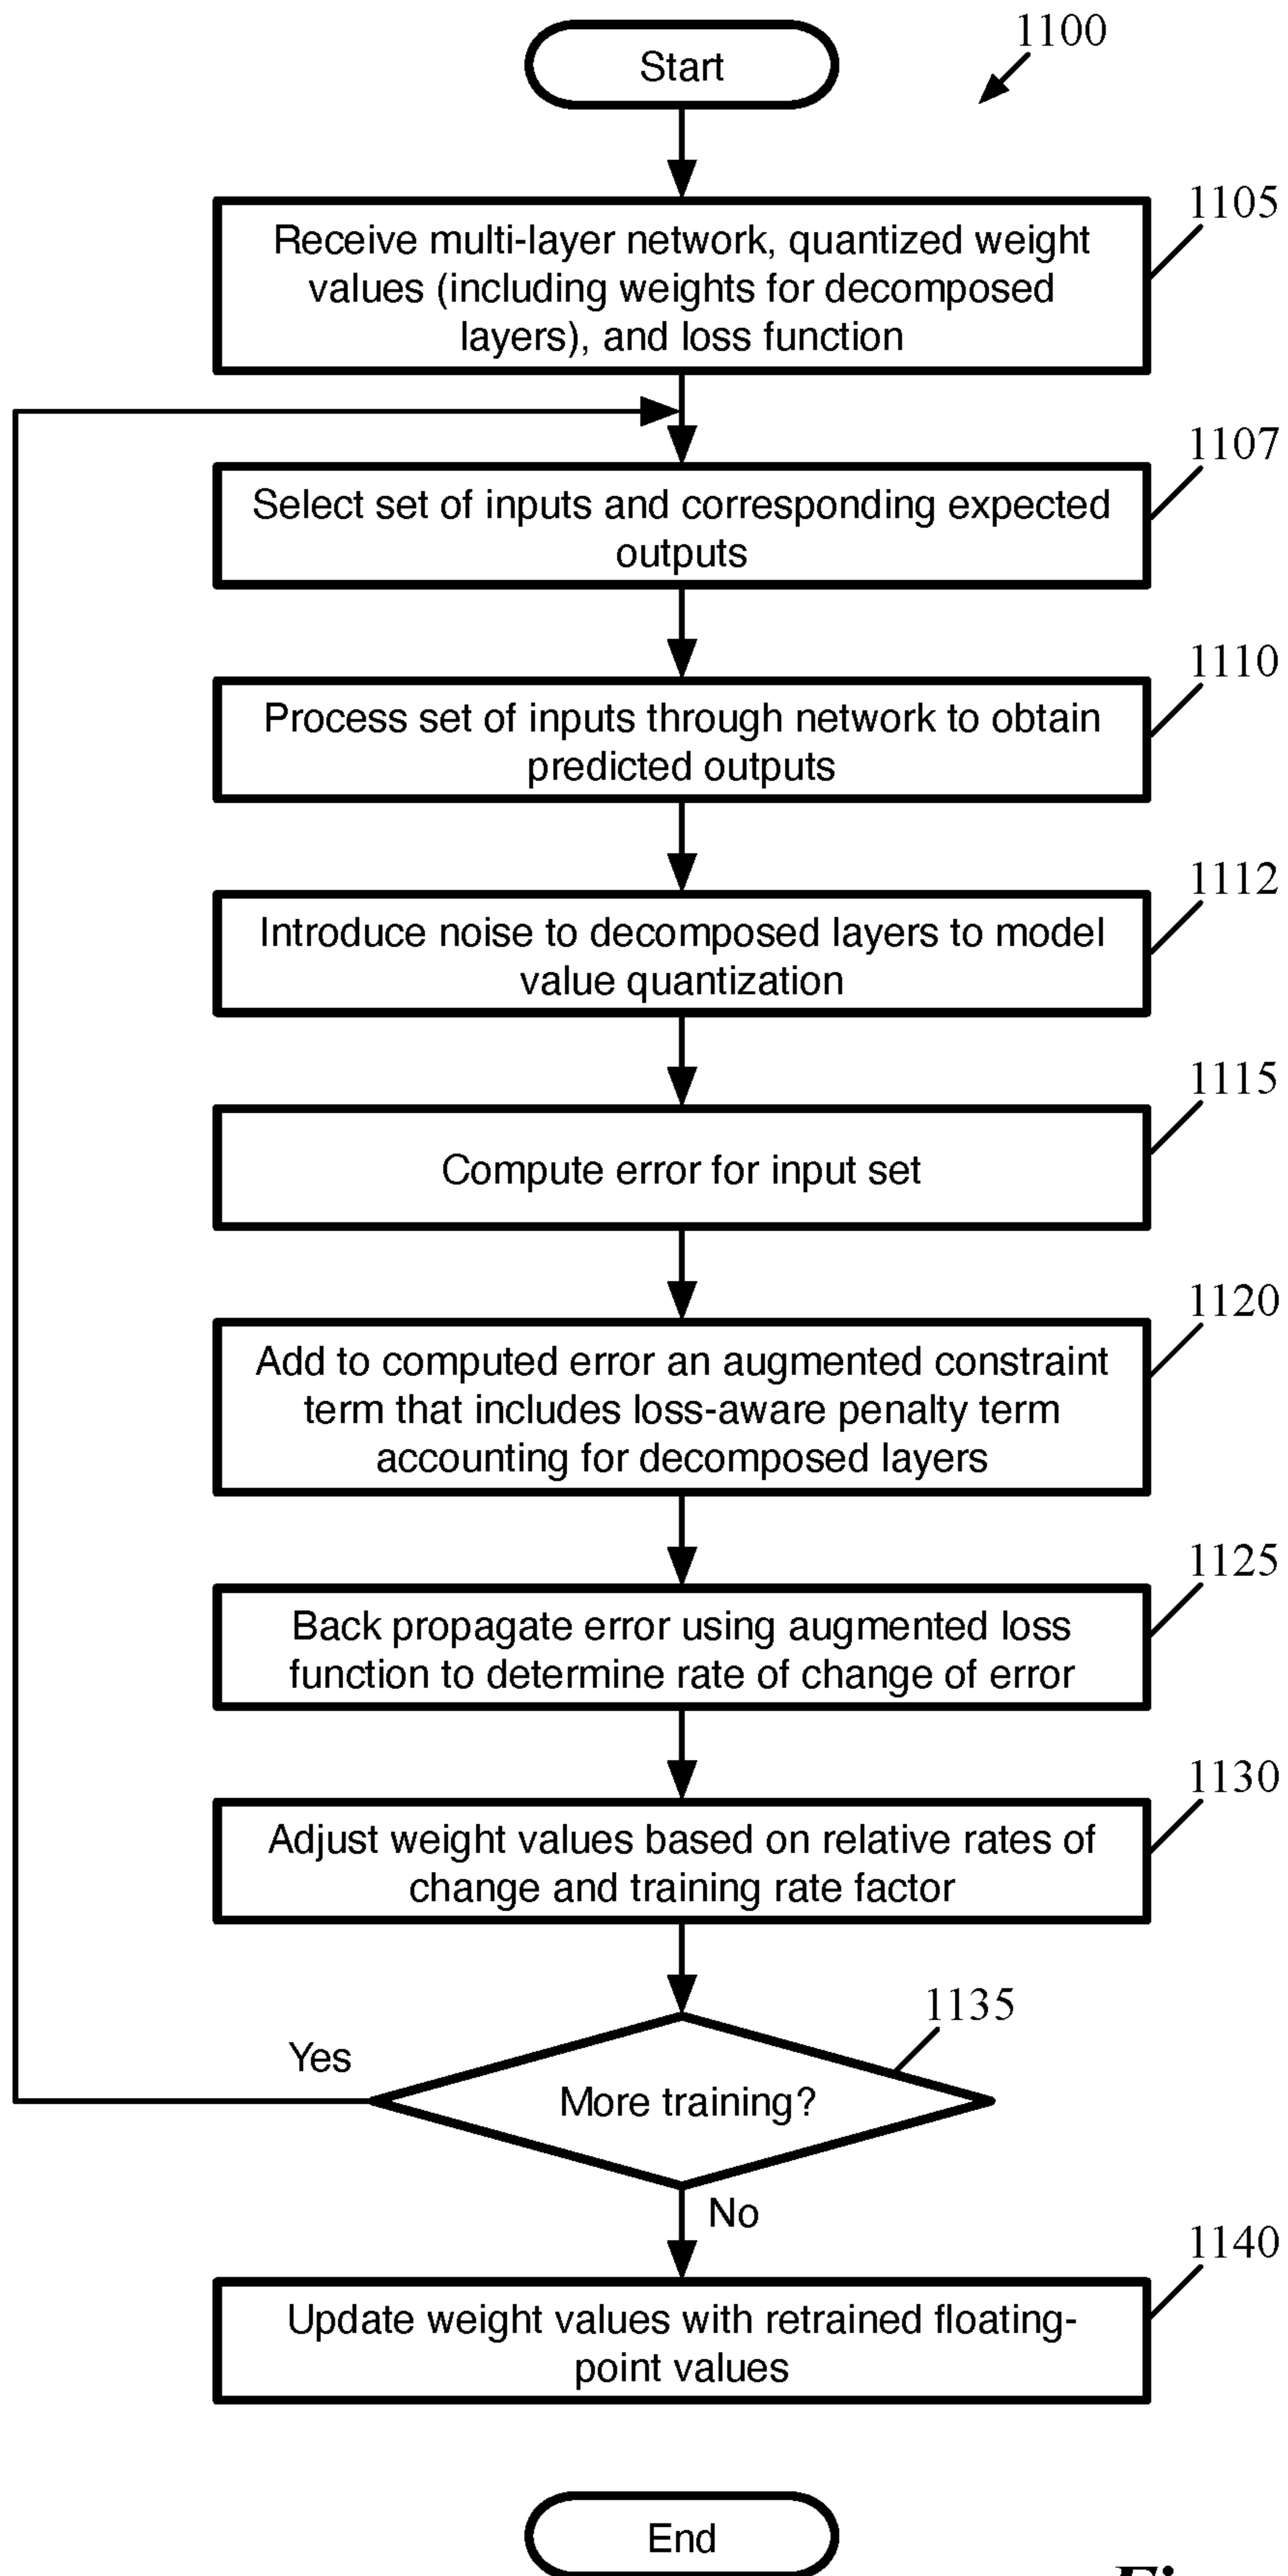 1100
Start
1105
Receive multi-layer network, quantized weight
values (including weights for decomposed
layers), and loss function
1107
Select set of inputs and corresponding expected
outputs
1110
Process set of inputs through network to obtain
predicted outputs
1112
Introduce noise to decomposed layers to model
value quantization
1115
Compute error for input set
1120
Add to computed error an augmented constraint
term that includes loss-aware penalty term
accounting for decomposed layers
1125
Back propagate error using augmented loss
function to determine rate of change of error
1130
Adjust weight values based on relative rates of
change and training rate factor
1135
Yes
More training?
No
1140
Update weight values with retrained floating-
point values
End